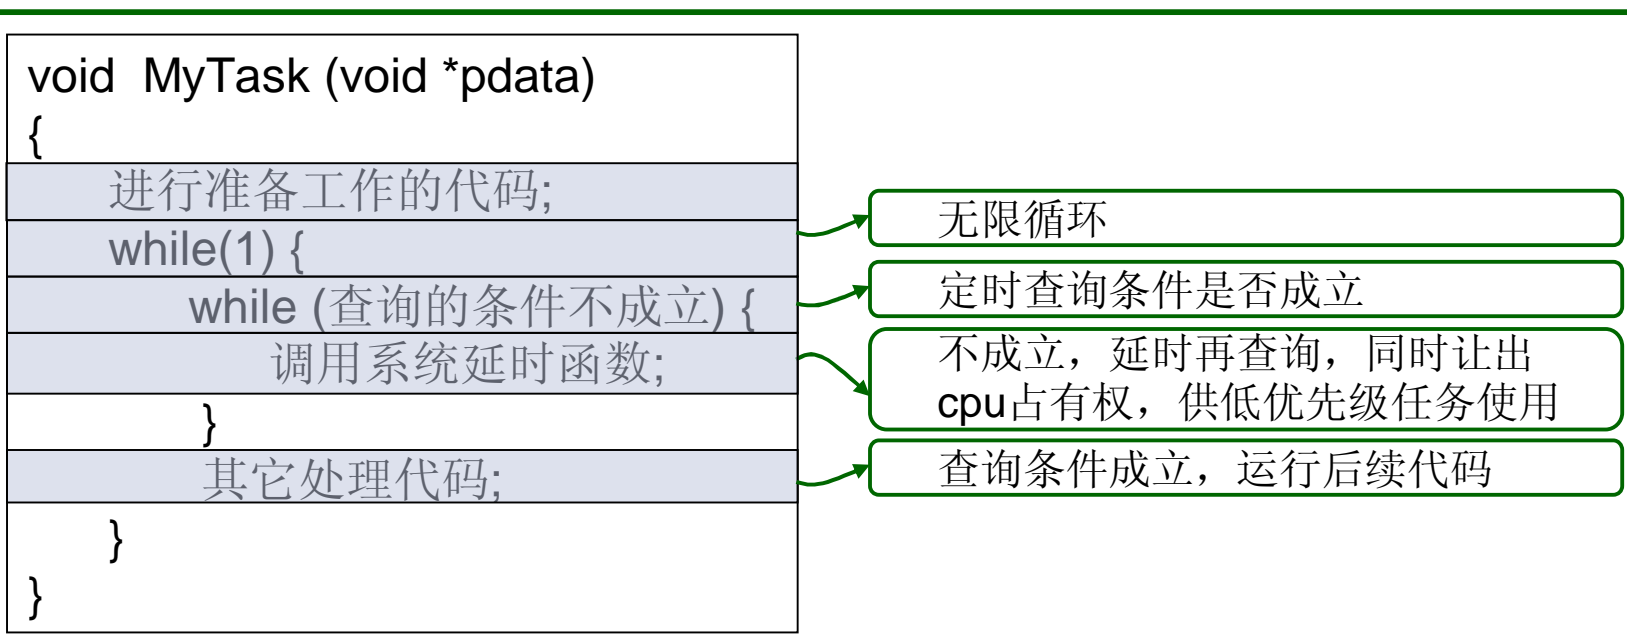 void MyTask (void *pdata)
{
进行准备工作的代码;
while(1) {
while (查询的条件不成立) {
调用系统延时函数;
}
其它处理代码;
}
}
无限循环
定时查询条件是否成立
不成立，延时再查询，同时让出
cpu占有权，供低优先级任务使用
查询条件成立，运行后续代码